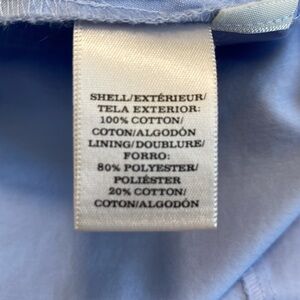 SHELL/EXTÉRIEUR/
TELA EXTERIOR:
100% COTTON/
COTON/ALGODÓN
LINING/DOUBLURE/
FORRO:
80% POLYESTER/
POLIÉSTER
20% COTTON/
COTON/ALGODÓN